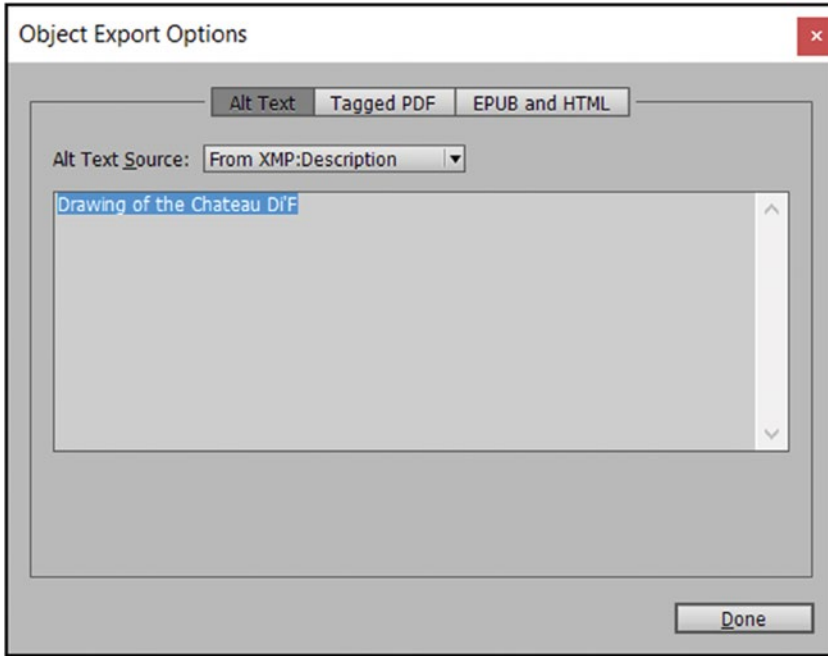 Object Export Options
Alt Text
Tagged PDF
EPUB and HTML
Alt Text Source: From XMP:Description
Drawing of the Chateau Di'F
Done